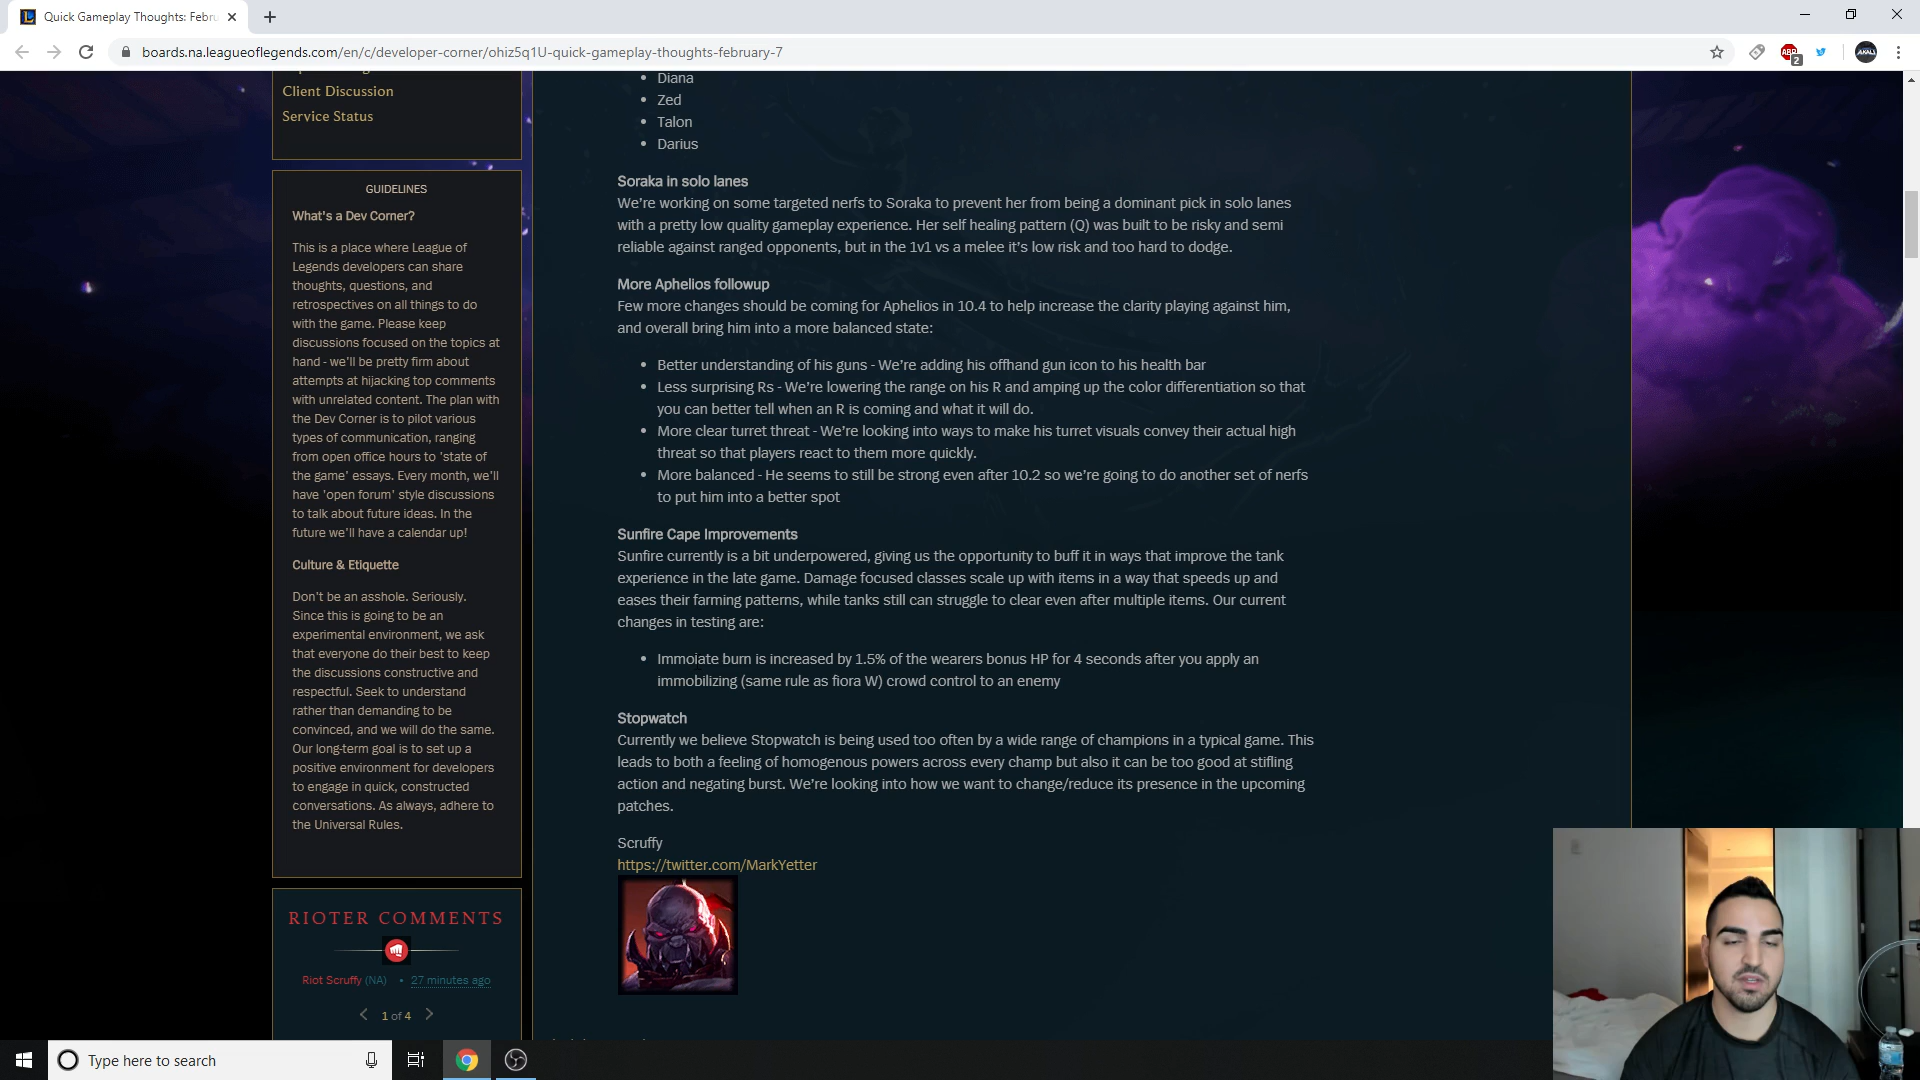 Quick Gameplay Thoughts: Febru
boards.na.leagueoflegends.com/en/c/developer-corner/ohiz5q1U-quick-gameplay-thoughts-february-7
ABP
2
Client Discussion
Service Status
GUIDELINES
What's a Dev Corner?
This is a place where League of
Legends developers can share
thoughts, questions, and
retrospectives on all things to do
with the game. Please keep
discussions focused on the topics at
hand - we'll be pretty firm about
attempts at hijacking top comments
with unrelated content. The plan with
the Dev Corner is to pilot various
types of communication, ranging
from open office hours to 'state of
the game' essays. Every month, we'll
have 'open forum' style discussions
to talk about future ideas. In the
future we'll have a calendar up!
Culture & Etiquette
Don't be an asshole. Seriously.
Since this is going to be an
experimental environment, we ask
that everyone do their best to keep
the discussions constructive and
respectful. Seek to understand
rather than demanding to be
convinced, and we will do the same.
Our long-term goal is to set up a
positive environment for developers
to engage in quick, constructed
conversations. As always, adhere to
the Universal Rules.
RIOTER COMMENTS
Riot Scruffy (NA) • 27 minutes ago
1 of 4
• Diana
• Zed
• Talon
• Darius
Soraka in solo lanes
We're working on some targeted nerfs to Soraka to prevent her from being a dominant pick in solo lanes
with a pretty low quality gameplay experience. Her self healing pattern (Q) was built to be risky and semi
reliable against ranged opponents, but in the 1v1 vs a melee it's low risk and too hard to dodge.
More Aphelios followup
Few more changes should be coming for Aphelios in 10.4 to help increase the clarity playing against him,
and overall bring him into a more balanced state:
• Better understanding of his guns - We're adding his offhand gun icon to his health bar
• Less surprising Rs - We're lowering the range on his R and amping up the color differentiation so that
you can better tell when an R is coming and what it will do.
• More clear turret threat - We're looking into ways to make his turret visuals convey their actual high
threat so that players react to them more quickly.
• More balanced - He seems to still be strong even after 10.2 so we're going to do another set of nerfs
to put him into a better spot
Sunfire Cape Improvements
Sunfire currently is a bit underpowered, giving us the opportunity to buff it in ways that improve the tank
experience in the late game. Damage focused classes scale up with items in a way that speeds up and
eases their farming patterns, while tanks still can struggle to clear even after multiple items. Our current
changes in testing are:
• Immolate burn is increased by 1.5% of the wearers bonus HP for 4 seconds after you apply an
immobilizing (same rule as fiora W) crowd control to an enemy
Stopwatch
Currently we believe Stopwatch is being used too often by a wide range of champions in a typical game. This
leads to both a feeling of homogenous powers across every champ but also it can be too good at stifling
action and negating burst. We're looking into how we want to change/reduce its presence in the upcoming
patches.
Scruffy
https://twitter.com/MarkYetter
Type here to search